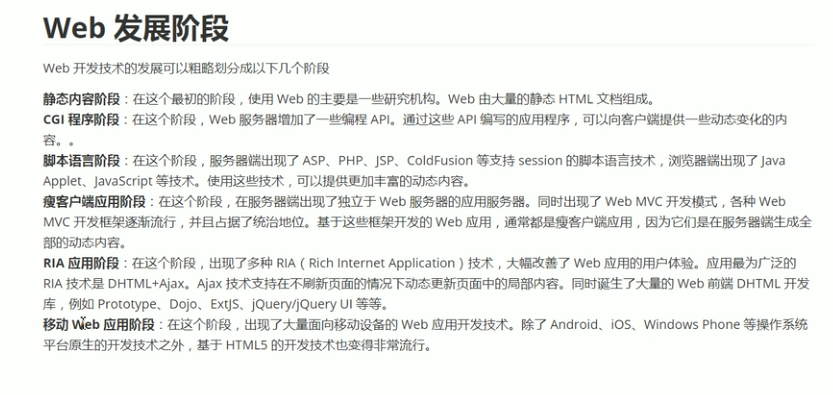 Web 发展阶段
Web 开发技术的发展可以粗略划分成以下几个阶段
静态内容阶段：在这个最初的阶段，使用 Web 的主要是一些研究机构。Web 由大量的静态 HTML 文档组成。
CGI 程序阶段：在这个阶段，Web 服务器增加了一些编程 API。通过这些 API 编写的应用程序，可以向客户端提供一些动态变化的内
容。。
脚本语言阶段：在这个阶段，服务器端出现了 ASP、PHP、JSP、ColdFusion 等支持 session 的脚本语言技术，浏览器端出现了 Java
Applet、JavaScript 等技术。使用这些技术，可以提供更加丰富的动态内容。
瘦客户端应用阶段：在这个阶段，在服务器端出现了独立于 Web 服务器的应用服务器。同时出现了 Web MVC 开发模式，各种 Web
MVC 开发框架逐渐流行，并且占据了统治地位。基于这些框架开发的 Web 应用，通常都是瘦客户端应用，因为它们是在服务器端生成全
部的动态内容。
RIA 应用阶段：在这个阶段，出现了多种 RIA（Rich Internet Application）技术，大幅改善了 Web 应用的用户体验。应用最为广泛的
RIA 技术是 DHTML+Ajax。Ajax 技术支持在不刷新页面的情况下动态更新页面中的局部内容。同时诞生了大量的 Web 前端 DHTML 开发
库，例如 Prototype、Dojo、ExtJS、jQuery/jQuery UI 等等。
移动 Web 应用阶段：在这个阶段，出现了大量面向移动设备的 Web 应用开发技术。除了 Android、iOS、Windows Phone 等操作系统
平台原生的开发技术之外，基于 HTML5 的开发技术也变得非常流行。